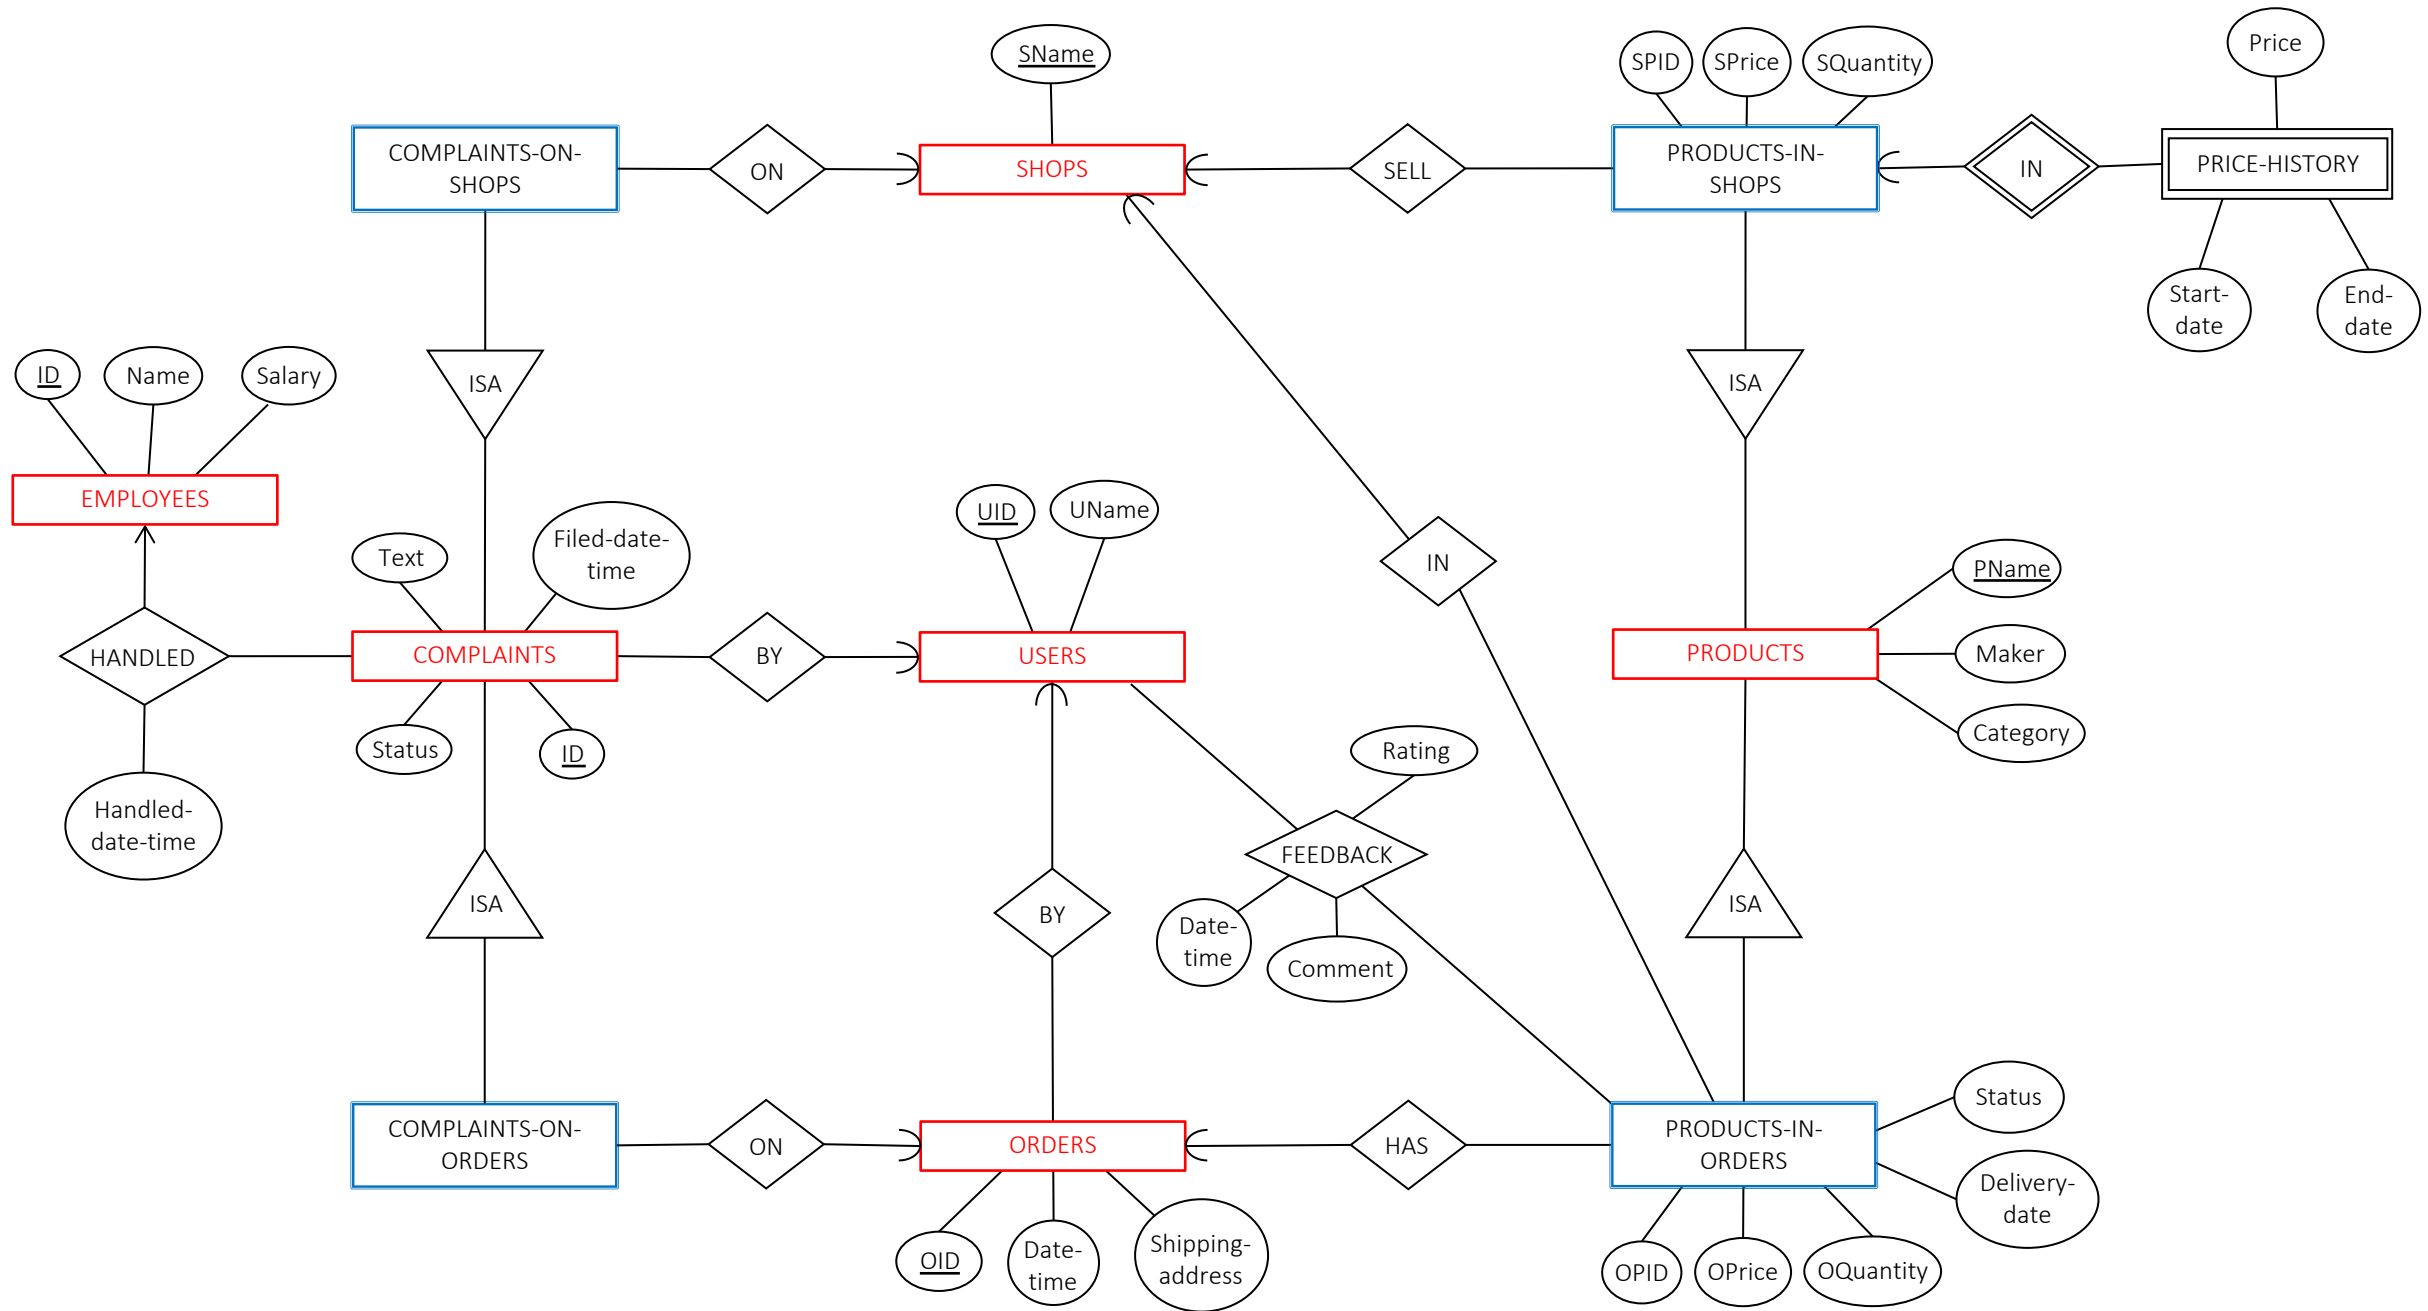 Price
SName
SPID
SPrice
SQuantity
COMPLAINTS-ON-
SHOPS
ON
SHOPS
SELL
PRODUCTS-IN-
SHOPS
IN
PRICE-HISTORY
Start-
date
End-
date
ID
Name
Salary
ISA
ISA
EMPLOYEES
Text
Filed-date-
time
UID
UName
IN
PName
HANDLED
COMPLAINTS
BY
USERS
PRODUCTS
Maker
Status
ID
Rating
Category
Handled-
date-time
ISA
BY
FEEDBACK
ISA
Date-
time
Comment
COMPLAINTS-ON-
ORDERS
ON
ORDERS
HAS
PRODUCTS-IN-
ORDERS
Status
Delivery-
date
OID
Date-
time
Shipping-
address
OPID
OPrice
OQuantity